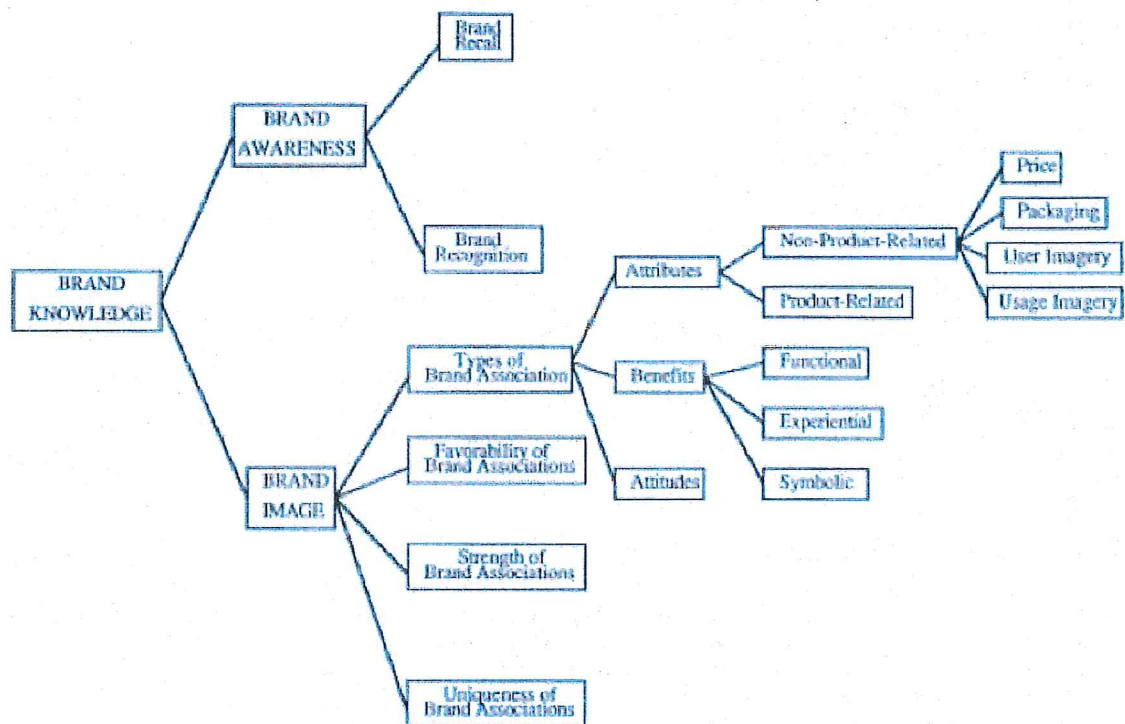 Brand
Recall
BRAND
AWARENESS
Brand
Recognition
BRAND
KNOWLEDGE
Types of
Brand Association
Favorability of
Brand Associations
BRAND
IMAGE
Strength of
Brand Associations
Uniqueness of
Brand Associations
Attributes
Benefits
Attitudes
Non-Product-Related
Product-Related
Functional
Experiential
Symbolic
Price
Packaging
User Imagery
Usage Imagery